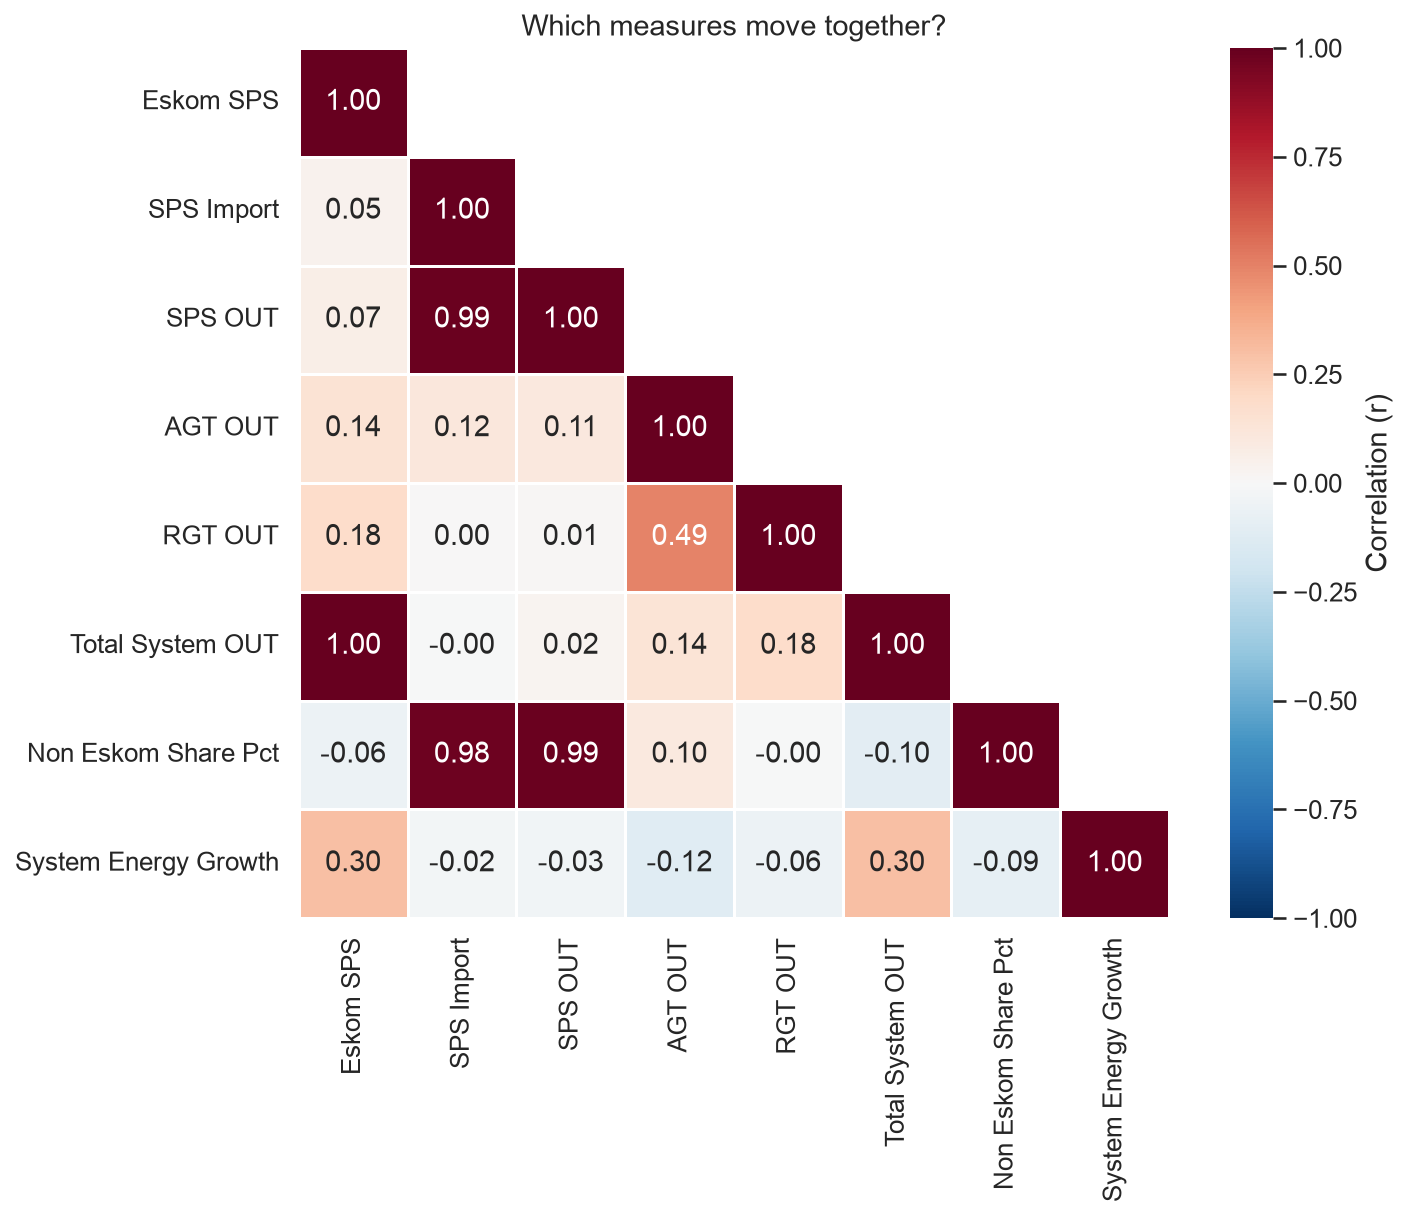 Which measures move together?
Eskom SPS 1.00
SPS Import 0.05 1.00
SPS OUT 0.07 0.99 1.00
AGT OUT 0.14 0.12 0.11 1.00
RGT OUT 0.18 0.00 0.01 0.49 1.00
Total System OUT 1.00 -0.00 0.02 0.14 0.18 1.00
Non Eskom Share Pct -0.06 0.98 0.99 0.10 -0.00 -0.10 1.00
System Energy Growth 0.30 -0.02 -0.03 -0.12 -0.06 0.30 -0.09 1.00
Eskom SPS
SPS Import
SPS OUT
AGT OUT
RGT OUT
Total System OUT
Non Eskom Share Pct
System Energy Growth
1.00
0.75
0.50
0.25
0.00
−0.25
−0.50
−0.75
−1.00
Correlation (r)